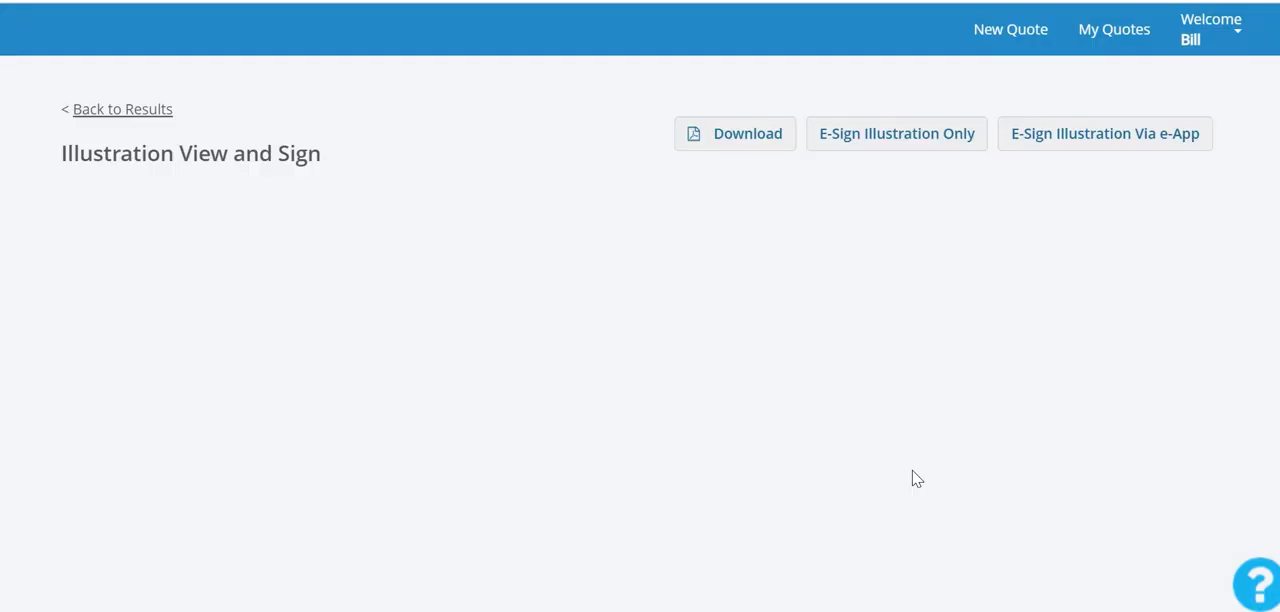 New Quote My Quotes Welcome
Bill
< Back to Results
Download E-Sign Illustration Only E-Sign Illustration Via e-App
Illustration View and Sign
?